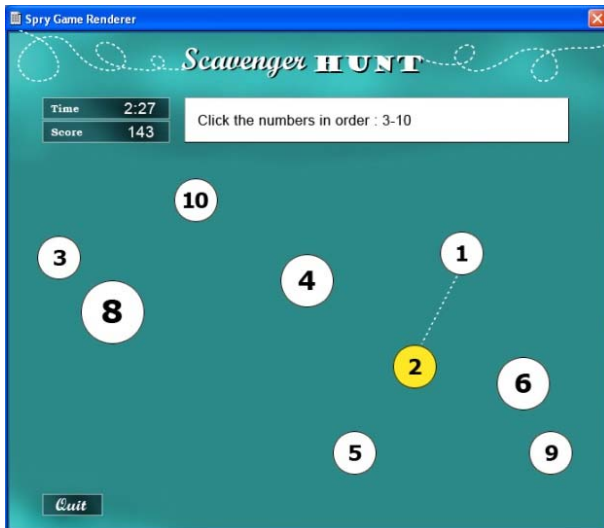 Spry Game Renderer
Scavenger HUNT
Time 2:27
Click the numbers in order : 3-10
Score 143
10
1
3
4
8
2
6
5
9
Quit